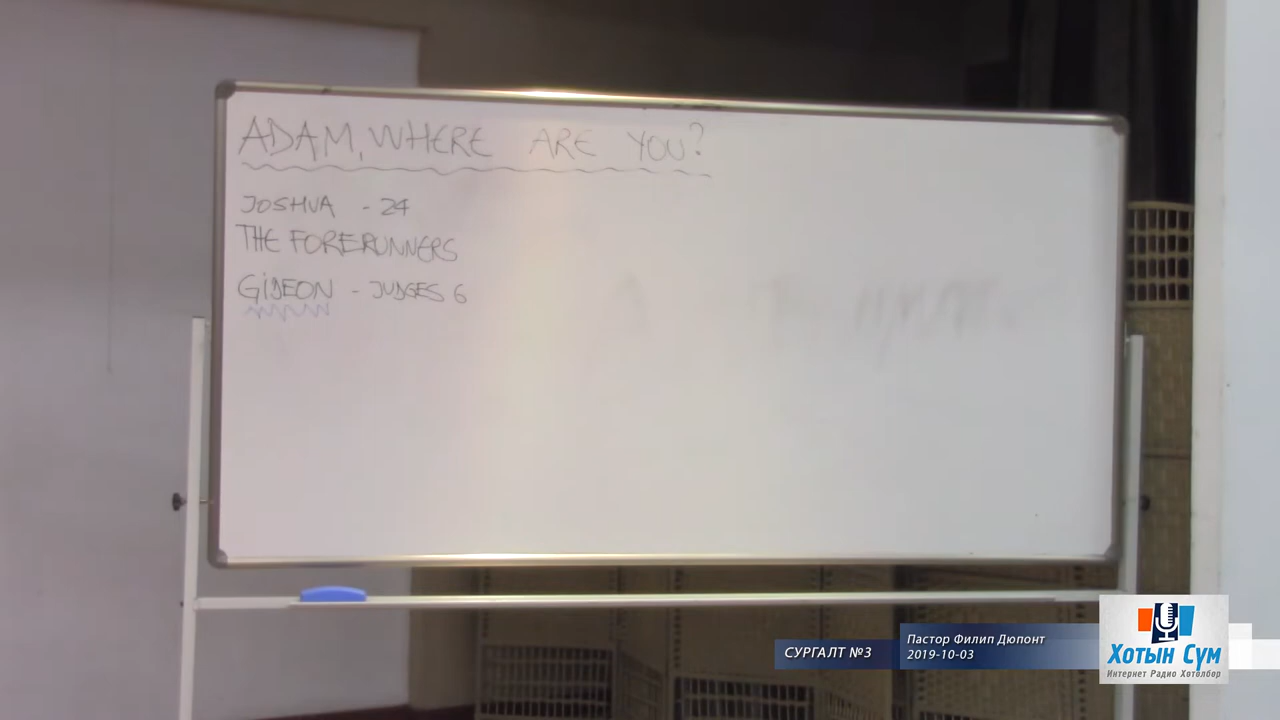 ADAM, WHERE ARE YOU?
JOSHUA - 24
THE FORERUNNERS
GIDEON - JUDGES 6
СУРГАЛТ №3
Пастор Филип Дюпонт
2019-10-03
Хотын Сүм
Интернет Радио Хөтөлбөр